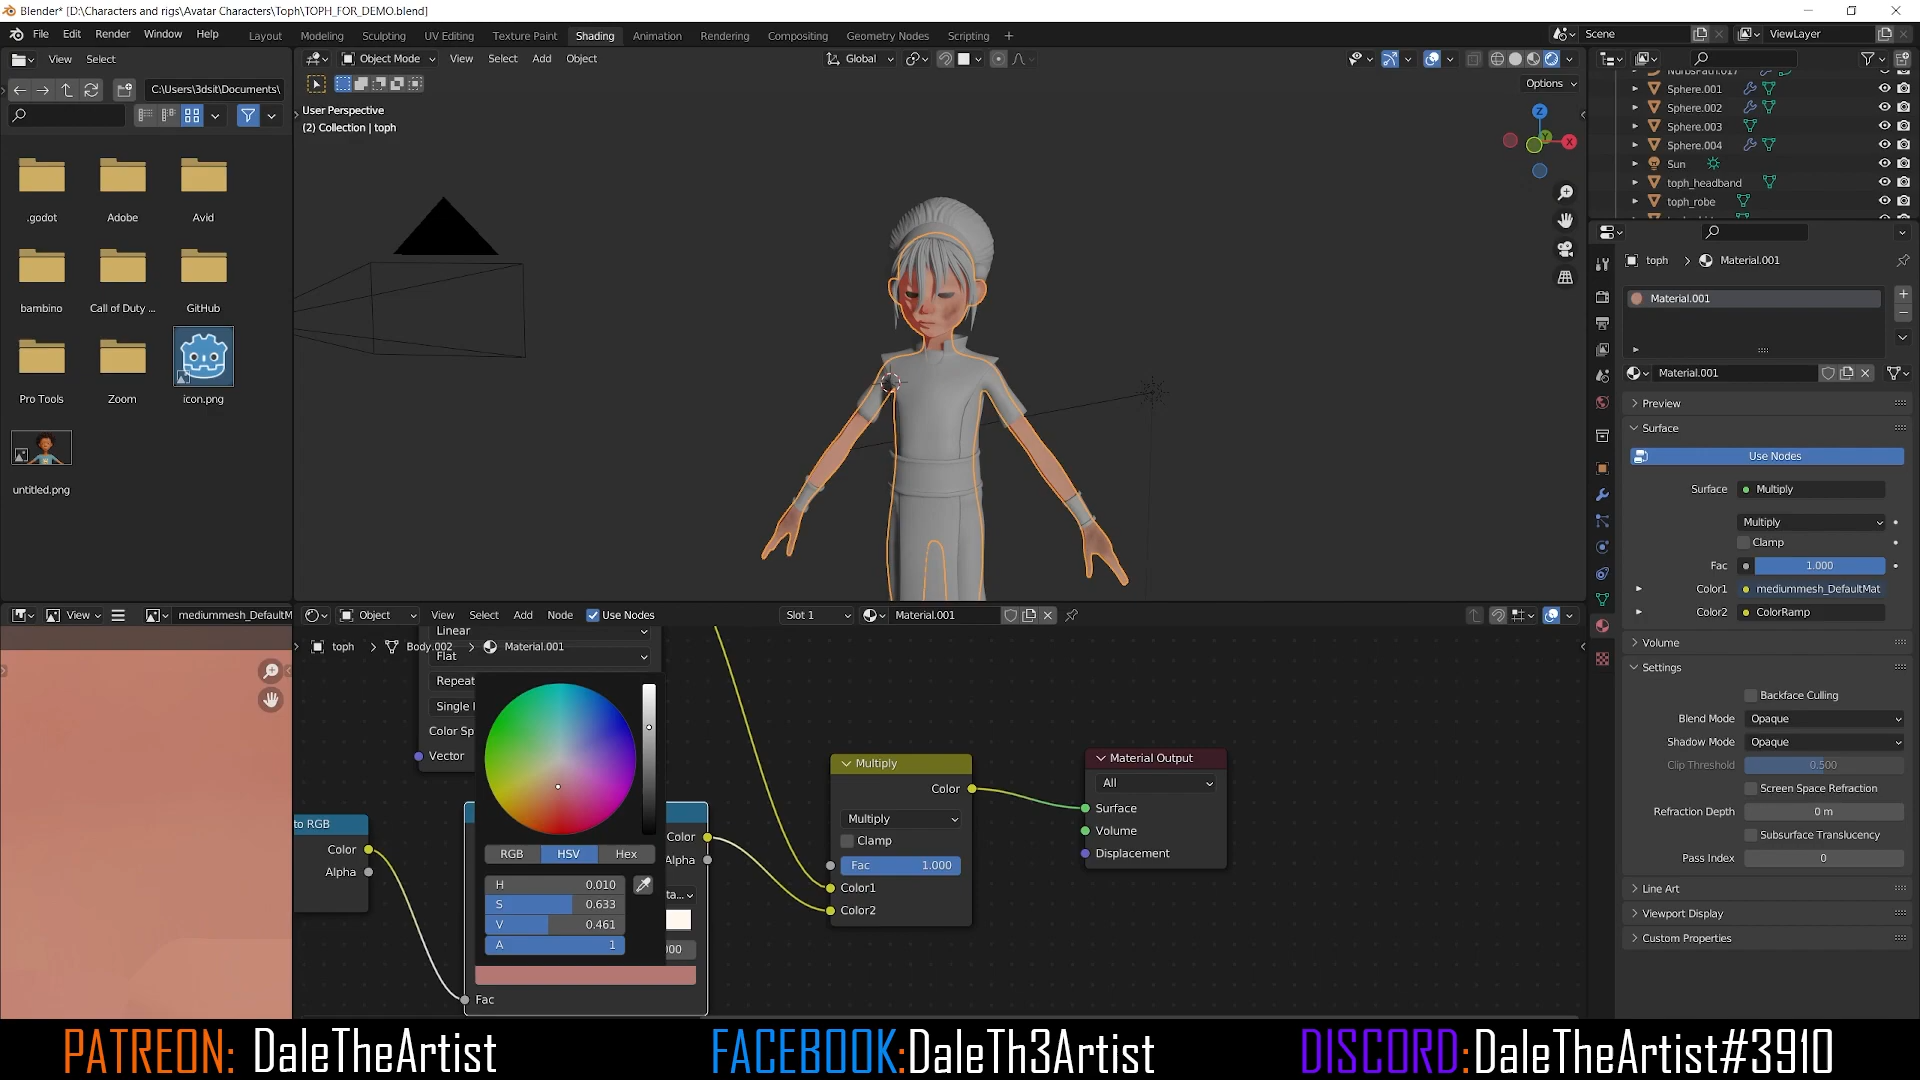 Blender* [D:\Characters and rigs\Avatar Characters\Toph\TOPH_FOR_DEMO.blend]
File Edit Render Window Help Layout Modeling Sculpting UV Editing Texture Paint Shading Animation Rendering Compositing Geometry Nodes Scripting + Scene ViewLayer
View Select Object Mode View Select Add Object Global
C:\Users\3dsit\Documents\ Options
User Perspective
(2) Collection | toph
.godot Adobe Avid
bambino Call of Duty ... GitHub
Pro Tools Zoom icon.png
untitled.png
Z
Y
X
Sphere.001
Sphere.002
Sphere.003
Sphere.004
Sun
toph_headband
toph_robe
toph > Material.001
Material.001
Material.001
Preview
Surface
Use Nodes
Surface Multiply
Multiply
Clamp
Fac 1.000
Color1 mediummesh_DefaultMat
Color2 ColorRamp
Volume
Settings
Backface Culling
Blend Mode Opaque
Shadow Mode Opaque
Clip Threshold 0.500
Screen Space Refraction
Refraction Depth 0 m
Subsurface Translucency
Pass Index 0
Line Art
Viewport Display
Custom Properties
View mediummesh_DefaultM
Object View Select Add Node Use Nodes Slot 1 Material.001
Linear
toph > Body.002 > Material.001
Flat
Repeat
Single
Color Sp
Vector
RGB HSV Hex
H 0.010
S 0.633
V 0.461
A 1
to RGB
Color
Alpha
Color
Alpha
Fac
Multiply
Color
Multiply
Clamp
Fac 1.000
Color1
Color2
Material Output
All
Surface
Volume
Displacement
PATREON: DaleTheArtist FACEBOOK:DaleTh3Artist DISCORD:DaleTheArtist#3910